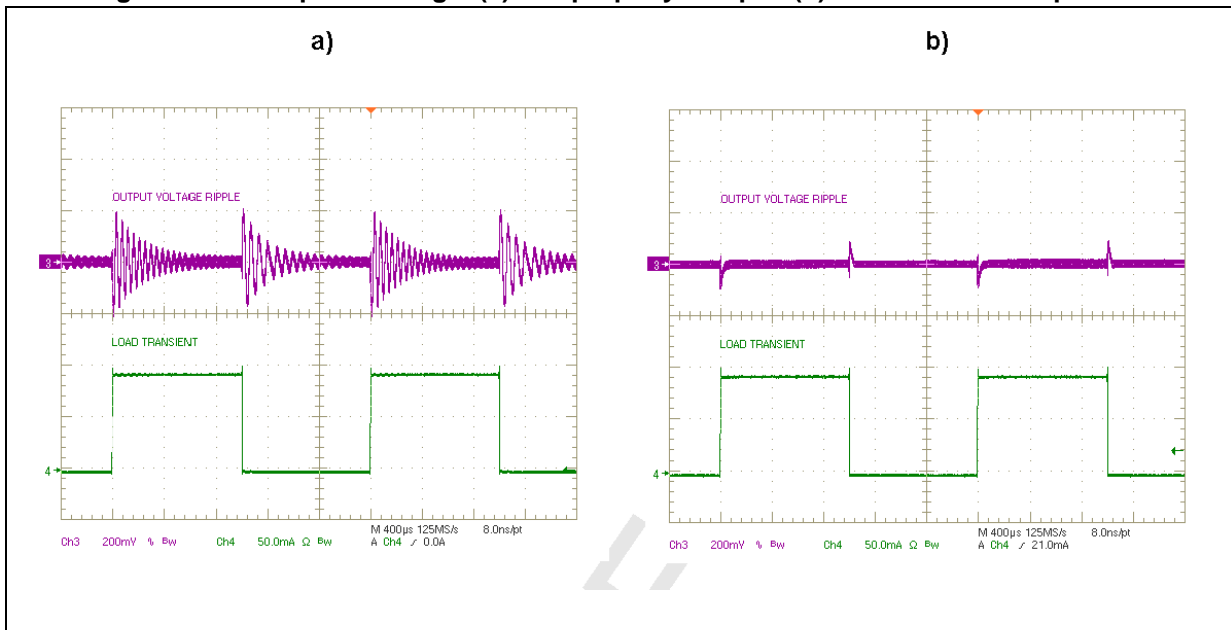 a)
b)
OUTPUT VOLTAGE RIPPLE
3
LOAD TRANSIENT
4
M 400µs 125MS/s 8.0ns/pt
Ch3 200mV % BW Ch4 50.0mA Ω BW A Ch4 ƒ 0.0A
OUTPUT VOLTAGE RIPPLE
3
LOAD TRANSIENT
4
M 400µs 125MS/s 8.0ns/pt
Ch3 200mV % BW Ch4 50.0mA Ω BW A Ch4 ƒ 21.0mA